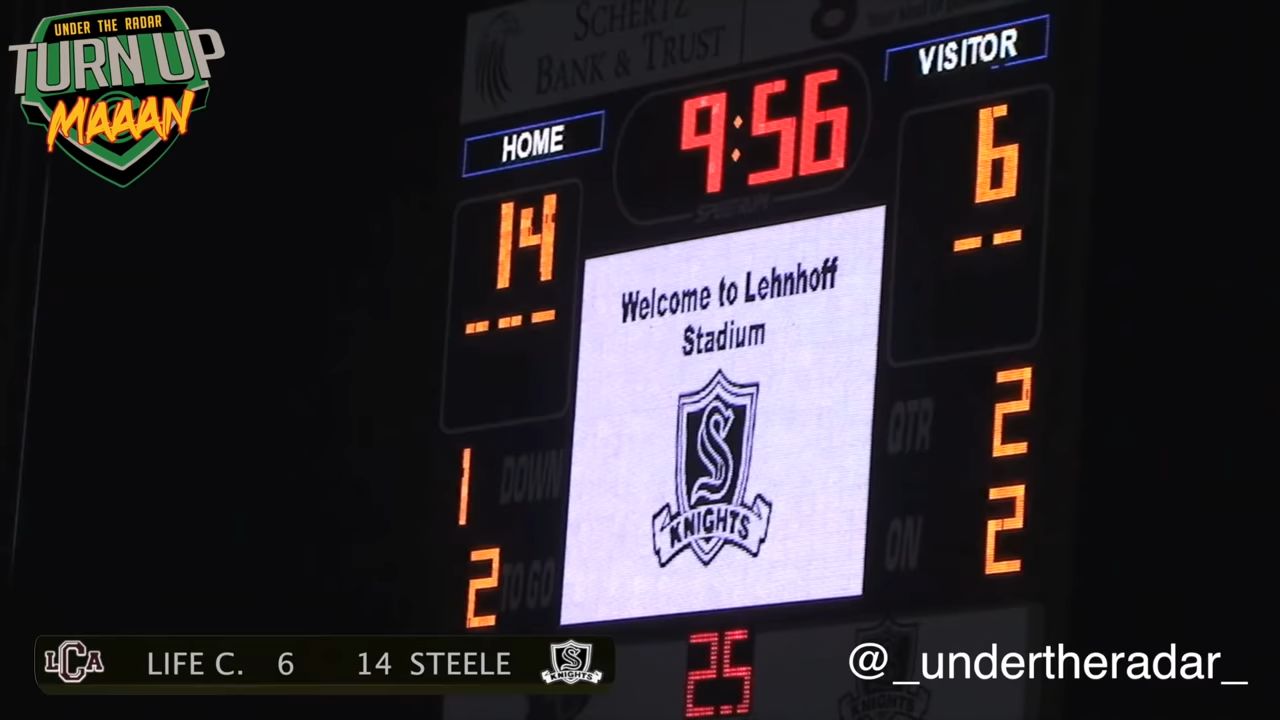 UNDER THE RADAR
TURN UP
MAAAN
SCHERTZ
BANK & TRUST
VISITOR
HOME
9:56
14
6
Welcome to Lehnhoff
Stadium
S
KNIGHTS
1 DOWN
QTR 2
2 TO GO
ON 2
25
LCA LIFE C. 6 14 STEELE S KNIGHTS
@_undertheradar_
KNIGHTS